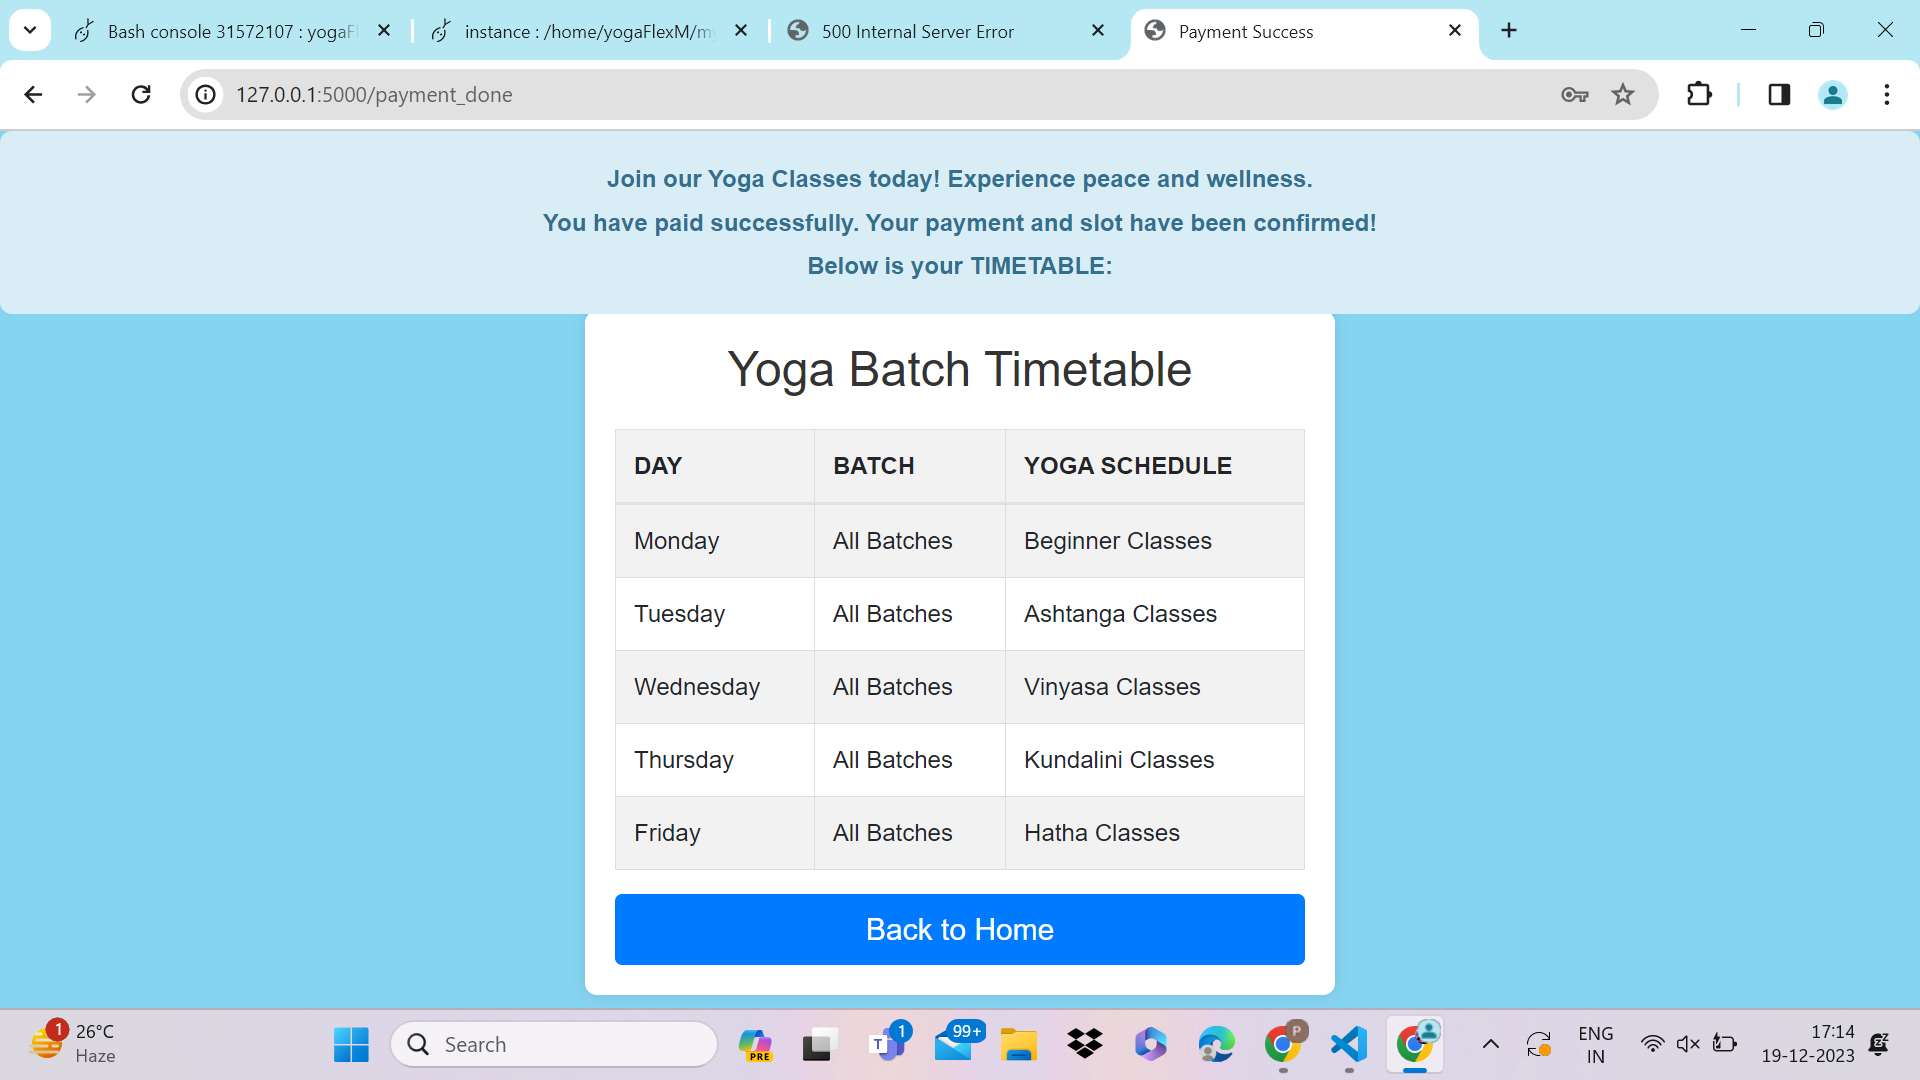 Bash console 31572107 : yogaFl
instance : /home/yogaFlexM/my
500 Internal Server Error
Payment Success
127.0.0.1:5000/payment_done
Join our Yoga Classes today! Experience peace and wellness.
You have paid successfully. Your payment and slot have been confirmed!
Below is your TIMETABLE:
Yoga Batch Timetable
DAY BATCH YOGA SCHEDULE
Monday All Batches Beginner Classes
Tuesday All Batches Ashtanga Classes
Wednesday All Batches Vinyasa Classes
Thursday All Batches Kundalini Classes
Friday All Batches Hatha Classes
Back to Home
1
26°C
Haze
Search
PRE
T
1
99+
P
ENG
IN
17:14
19-12-2023